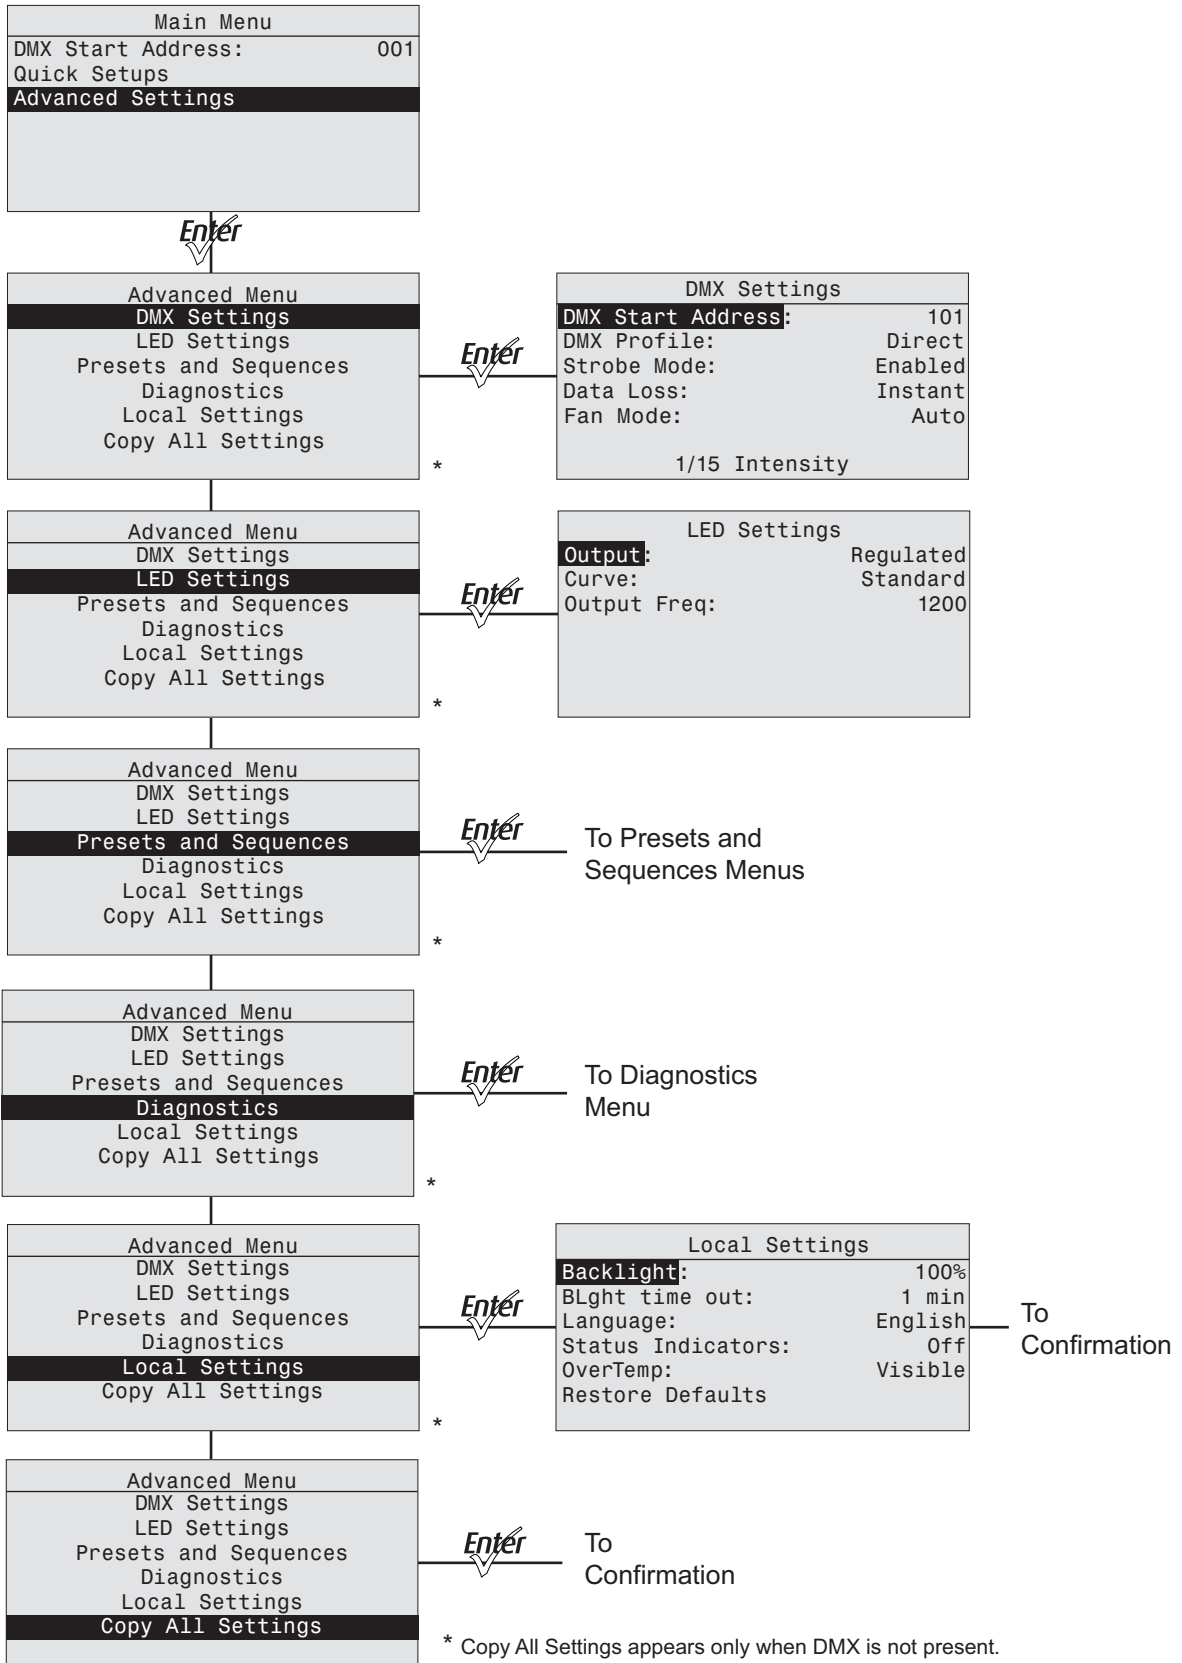 Main Menu
DMX Start Address: 001
Quick Setups
Advanced Settings
Enter
Advanced Menu
DMX Settings
LED Settings
Presets and Sequences
Diagnostics
Local Settings
Copy All Settings
*
Enter
DMX Settings
DMX Start Address: 101
DMX Profile: Direct
Strobe Mode: Enabled
Data Loss: Instant
Fan Mode: Auto
1/15 Intensity
Advanced Menu
DMX Settings
LED Settings
Presets and Sequences
Diagnostics
Local Settings
Copy All Settings
*
Enter
LED Settings
Output: Regulated
Curve: Standard
Output Freq: 1200
Advanced Menu
DMX Settings
LED Settings
Presets and Sequences
Diagnostics
Local Settings
Copy All Settings
*
Enter
To Presets and
Sequences Menus
Advanced Menu
DMX Settings
LED Settings
Presets and Sequences
Diagnostics
Local Settings
Copy All Settings
*
Enter
To Diagnostics
Menu
Advanced Menu
DMX Settings
LED Settings
Presets and Sequences
Diagnostics
Local Settings
Copy All Settings
*
Enter
Local Settings
Backlight: 100%
BLght time out: 1 min
Language: English
Status Indicators: Off
OverTemp: Visible
Restore Defaults
To
Confirmation
Advanced Menu
DMX Settings
LED Settings
Presets and Sequences
Diagnostics
Local Settings
Copy All Settings
Enter
To
Confirmation
* Copy All Settings appears only when DMX is not present.